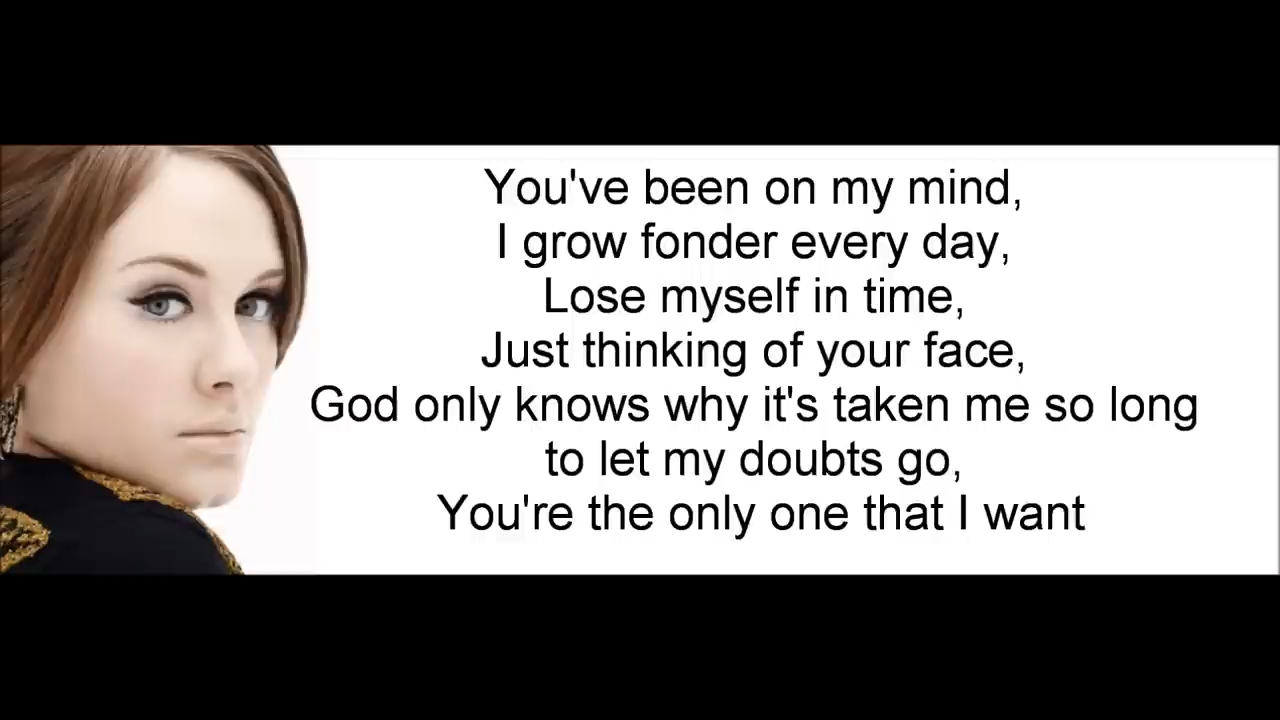 You've been on my mind,
I grow fonder every day,
Lose myself in time,
Just thinking of your face,
God only knows why it's taken me so long
to let my doubts go,
You're the only one that I want